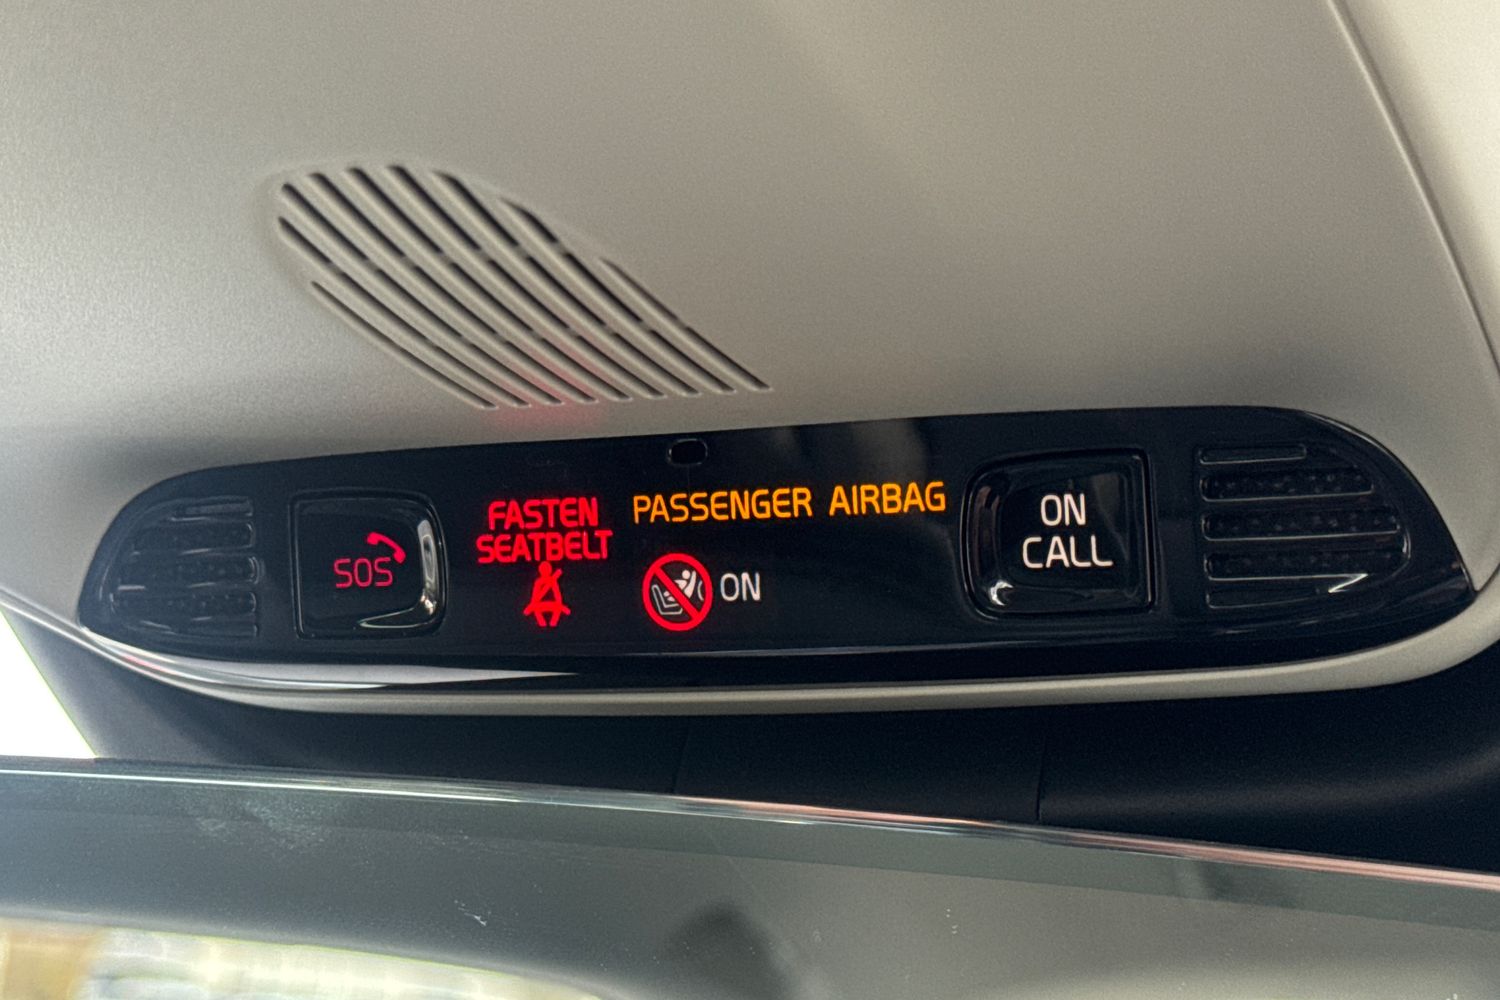 SOS
FASTEN
SEATBELT
PASSENGER AIRBAG
ON
ON
CALL